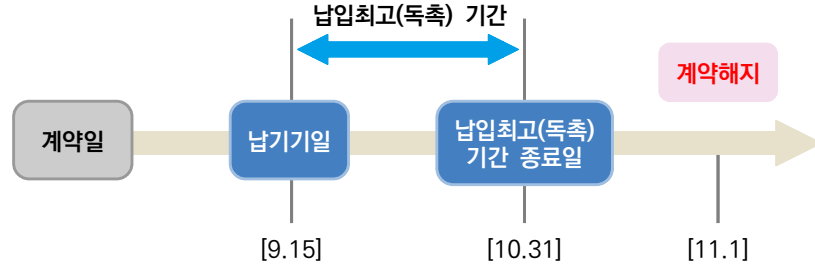 납입최고(독촉) 기간
계약해지
계약일
납기기일
납입최고(독촉)
기간 종료일
[9.15]
[10.31]
[11.1]